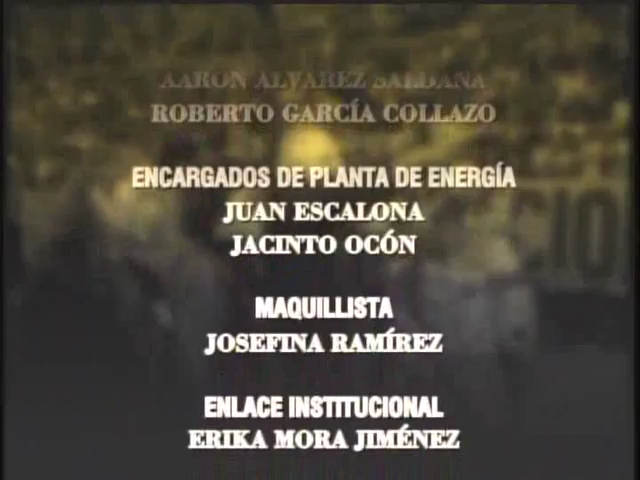 AARÓN ALVAREZ SALDAÑA
ROBERTO GARCÍA COLLAZO
ENCARGADOS DE PLANTA DE ENERGÍA
JUAN ESCALONA
JACINTO OCÓN
MAQUILLISTA
JOSEFINA RAMÍREZ
ENLACE INSTITUCIONAL
ERIKA MORA JIMÉNEZ